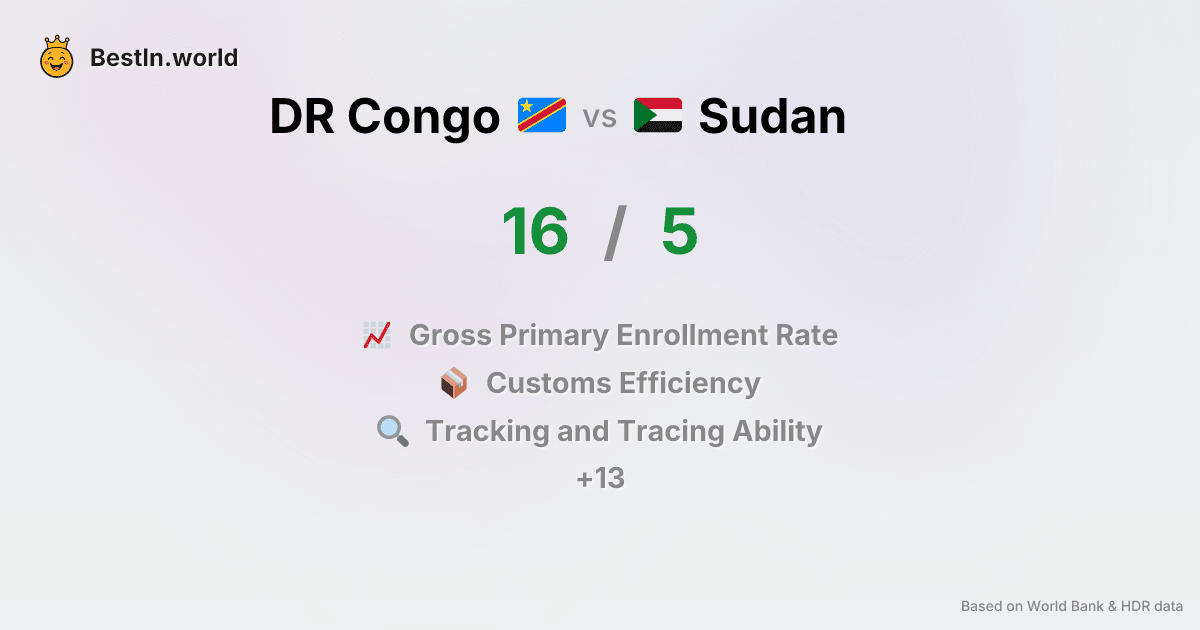 BestIn.world
DR Congo vs Sudan
16 / 5
Gross Primary Enrollment Rate
Customs Efficiency
Tracking and Tracing Ability
+13
Based on World Bank & HDR data